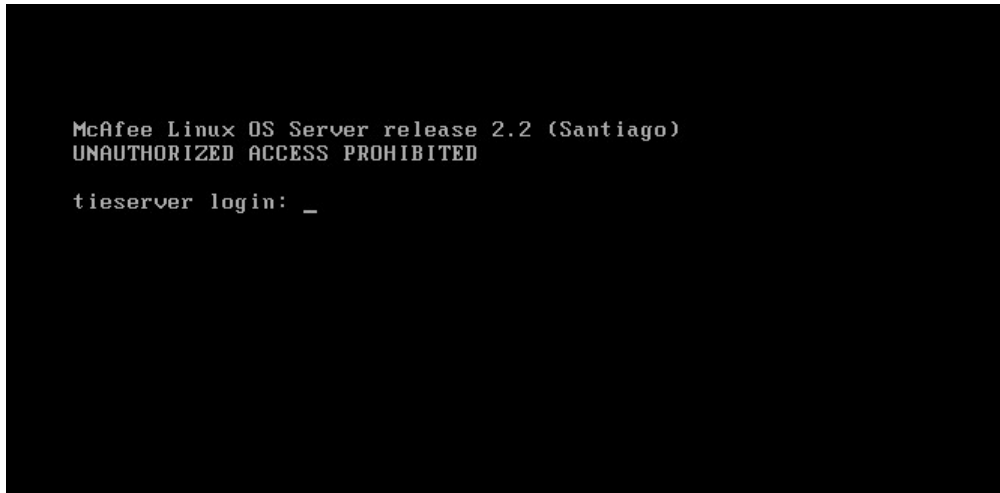 McAfee Linux OS Server release 2.2 (Santiago)
UNAUTHORIZED ACCESS PROHIBITED
tieserver login: _